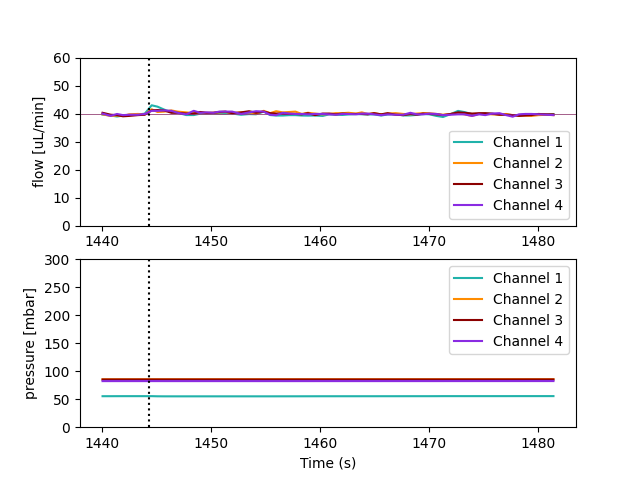 60
50
40
30
20
10
0
flow [uL/min]
Channel 1
Channel 2
Channel 3
Channel 4
1440 1450 1460 1470 1480
300
250
200
150
100
50
0
pressure [mbar]
Channel 1
Channel 2
Channel 3
Channel 4
1440 1450 1460 1470 1480
Time (s)